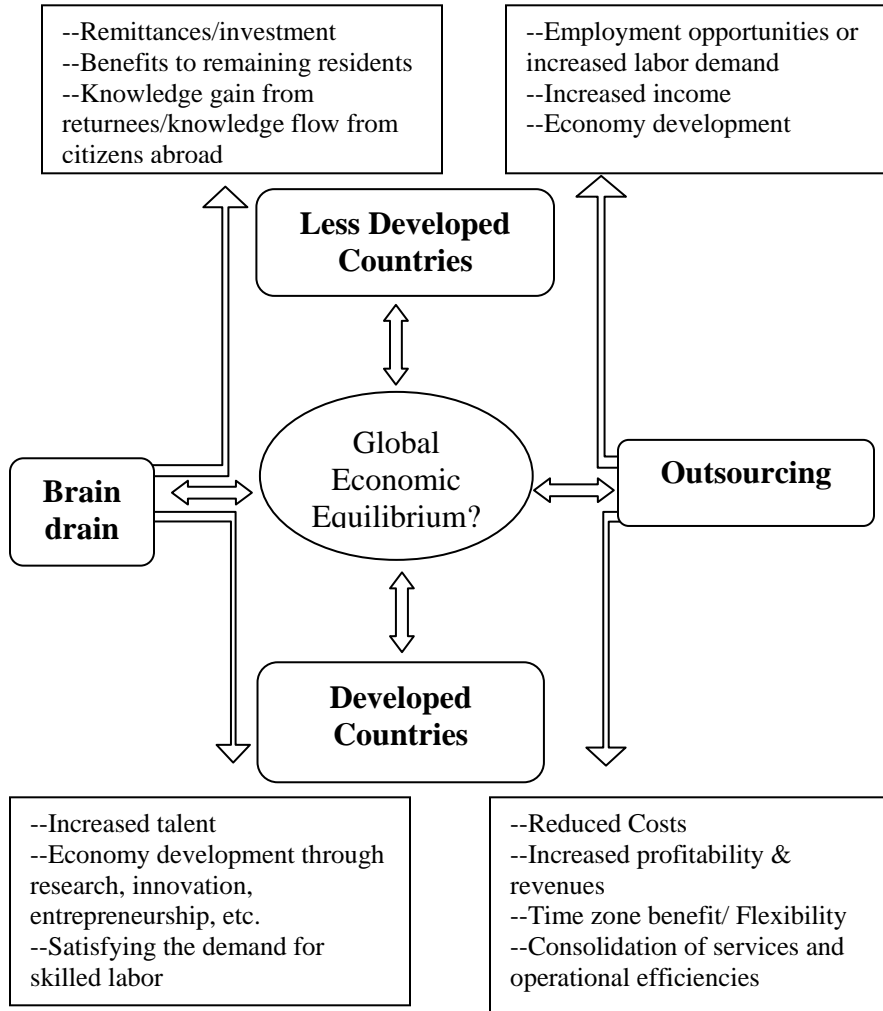 --Remittances/investment
--Benefits to remaining residents
--Knowledge gain from
returnees/knowledge flow from
citizens abroad
--Employment opportunities or
increased labor demand
--Increased income
--Economy development
Less Developed
Countries
Global
Economic
Equilibrium?
Brain
drain
Outsourcing
Developed
Countries
--Increased talent
--Economy development through
research, innovation,
entrepreneurship, etc.
--Satisfying the demand for
skilled labor
--Reduced Costs
--Increased profitability &
revenues
--Time zone benefit/ Flexibility
--Consolidation of services and
operational efficiencies